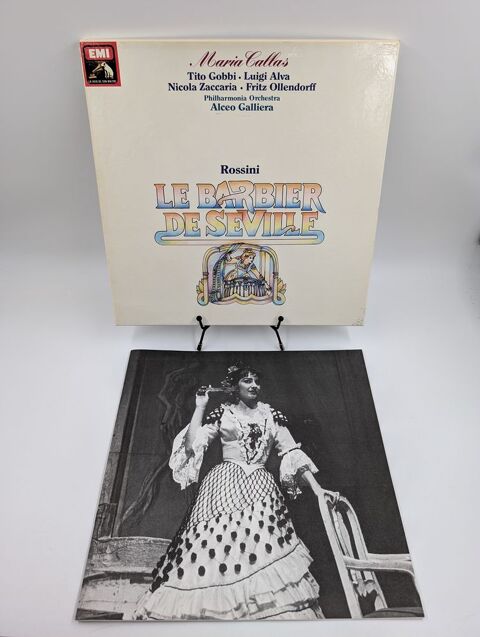 EMI
Maria Callas
Tito Gobbi • Luigi Alva
Nicola Zaccaria • Fritz Ollendorff
Philharmonia Orchestra
Alceo Galliera
Rossini
LE BARBIER
DE SEVILLE